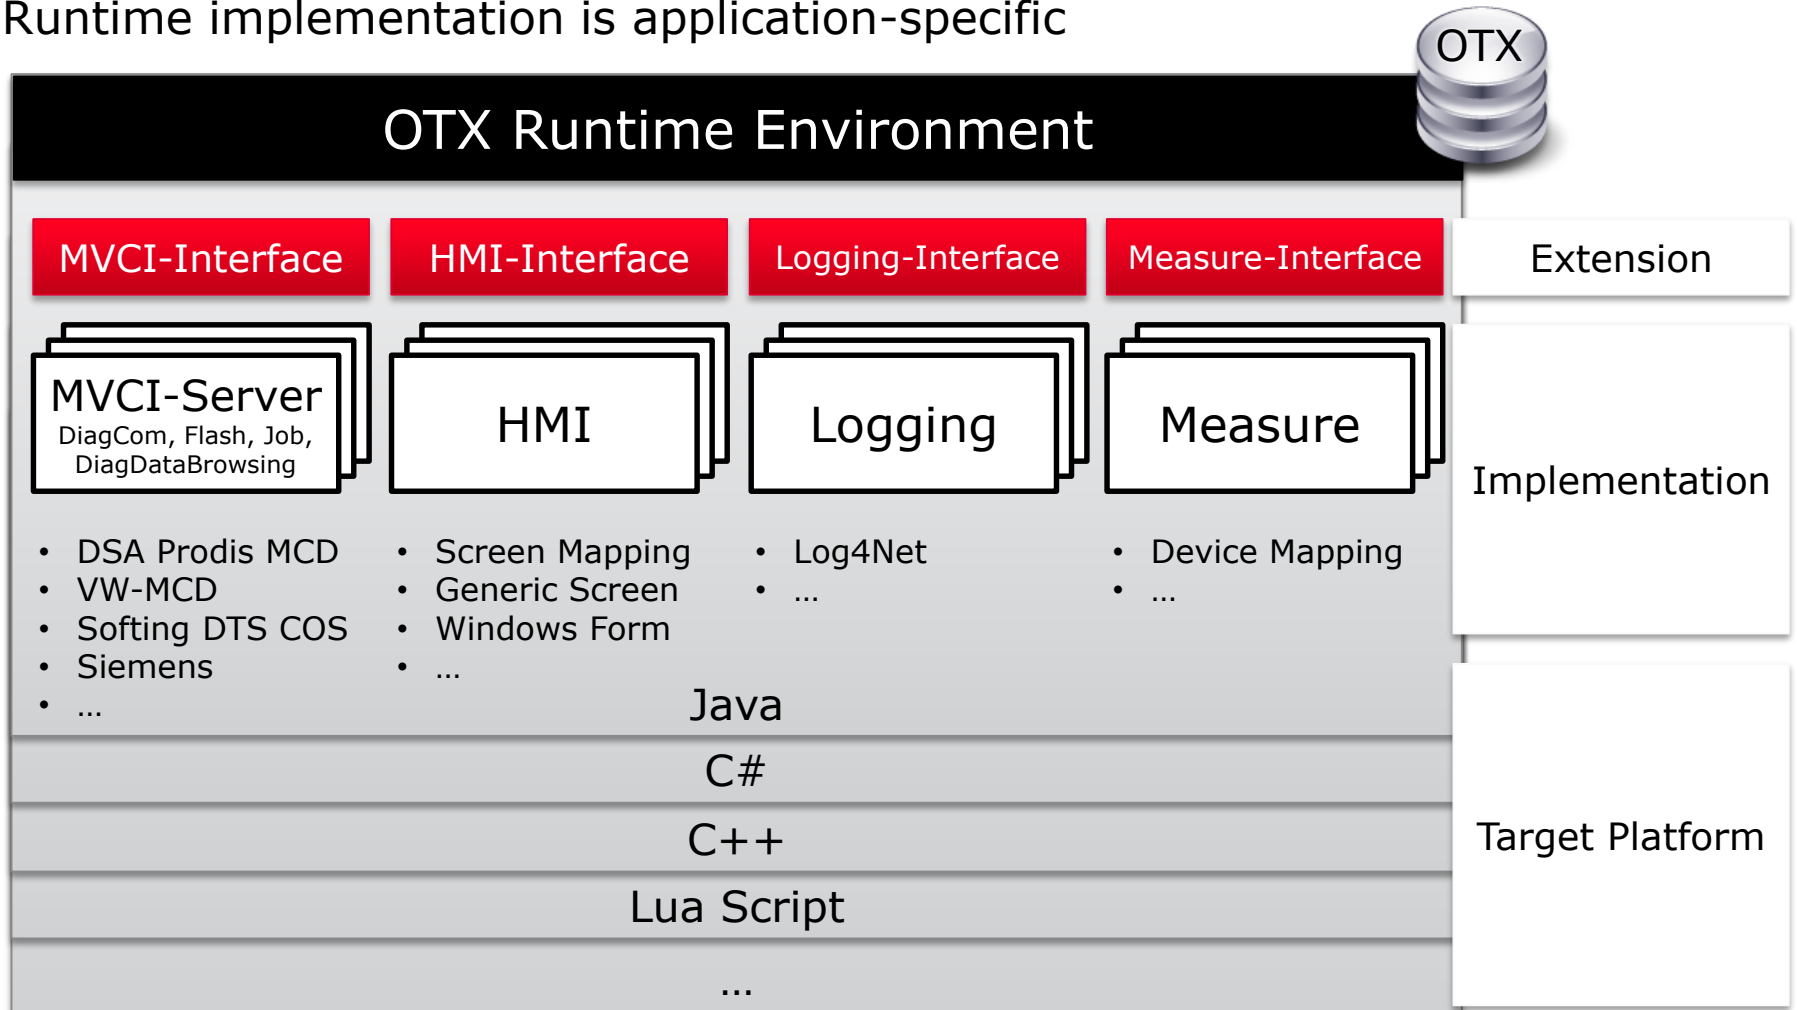 Runtime implementation is application-specific
OTX
OTX Runtime Environment
MVCI-Interface
HMI-Interface
Logging-Interface
Measure-Interface
Extension
MVCI-Server
DiagCom, Flash, Job,
DiagDataBrowsing
HMI
Logging
Measure
Implementation
• DSA Prodis MCD
• VW-MCD
• Softing DTS COS
• Siemens
• ...
• Screen Mapping
• Generic Screen
• Windows Form
• ...
• Log4Net
• ...
• Device Mapping
• ...
Java
C#
C++
Lua Script
...
Target Platform